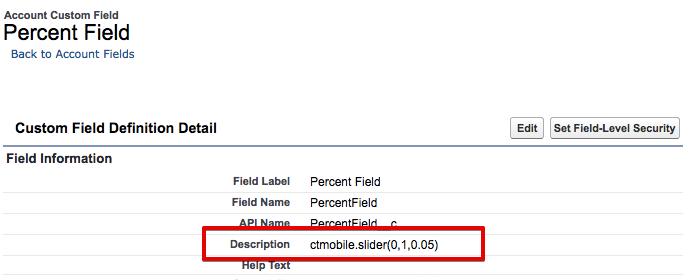 Account Custom Field
Percent Field
Back to Account Fields
Custom Field Definition Detail Edit Set Field-Level Security
Field Information
Field Label Percent Field
Field Name PercentField
API Name PercentField__c
Description ctmobile.slider(0,1,0.05)
Help Text